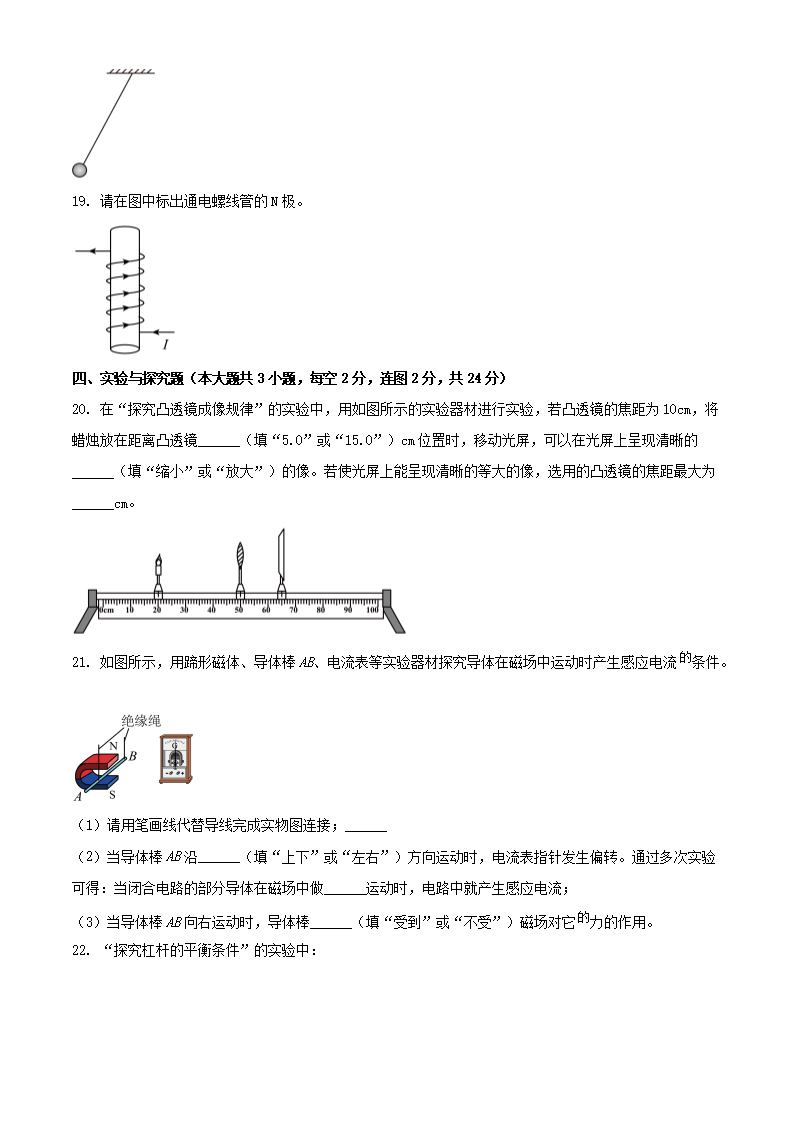 19. 请在图中标出通电螺线管的N极。
I
四、实验与探究题(本大题共3小题,每空2分,连图2分,共24分)
20. 在“探究凸透镜成像规律”的实验中,用如图所示的实验器材进行实验,若凸透镜的焦距为10cm,将
蜡烛放在距离凸透镜______(填“5.0”或“15.0”)cm位置时,移动光屏,可以在光屏上呈现清晰的
______(填“缩小”或“放大”)的像。若使光屏上能呈现清晰的等大的像,选用的凸透镜的焦距最大为
______cm。
0cm 10 20 30 40 50 60 70 80 90 100
21. 如图所示,用蹄形磁体、导体棒AB、电流表等实验器材探究导体在磁场中运动时产生感应电流的条件。
绝缘绳
N G
B
A S
(1)请用笔画线代替导线完成实物图连接;______
(2)当导体棒AB沿______(填“上下”或“左右”)方向运动时,电流表指针发生偏转。通过多次实验
可得:当闭合电路的部分导体在磁场中做______运动时,电路中就产生感应电流;
(3)当导体棒AB向右运动时,导体棒______(填“受到”或“不受”)磁场对它的力的作用。
22. “探究杠杆的平衡条件”的实验中: